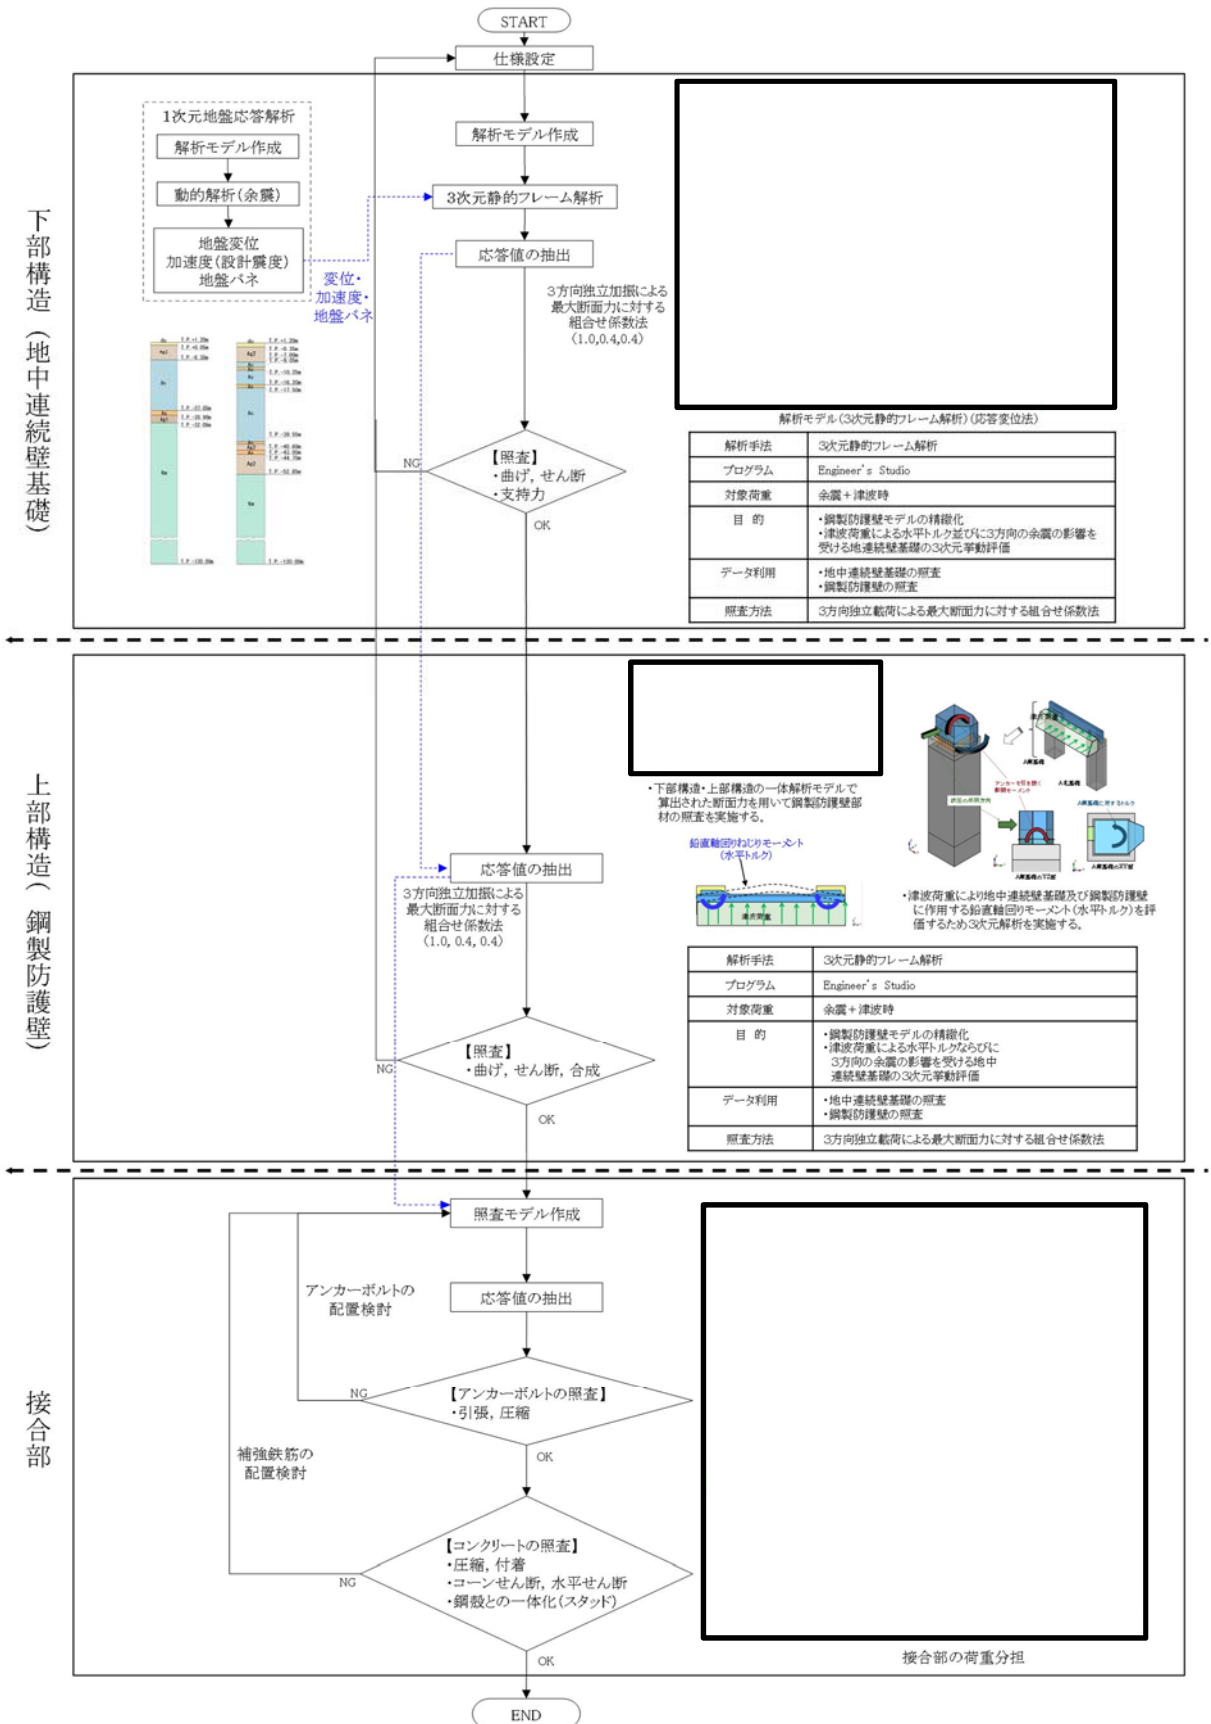 START
仕様設定
下部構造(地中連続壁基礎)
1次元地盤応答解析
解析モデル作成
動的解析(余震)
地盤変位
加速度(設計震度)
地盤バネ
変位・
加速度・
地盤バネ
解析モデル作成
3次元静的フレーム解析
応答値の抽出
3方向独立加振による
最大断面力に対する
組合せ係数法
(1.0,0.4,0.4)
【照査】
・曲げ, せん断
・支持力
NG
OK
解析モデル(3次元静的フレーム解析)(応答変位法)
解析手法 3次元静的フレーム解析
プログラム Engineer's Studio
対象荷重 余震+津波時
目 的 ・鋼製防護壁モデルの精緻化
・津波荷重による水平トルク並びに3方向の余震の影響を
受ける地連続壁基礎の3次元挙動評価
データ利用 ・地中連続壁基礎の照査
・鋼製防護壁の照査
照査方法 3方向独立載荷による最大断面力に対する組合せ係数法
上部構造(鋼製防護壁)
応答値の抽出
3方向独立加振による
最大断面力に対する
組合せ係数法
(1.0, 0.4, 0.4)
【照査】
・曲げ, せん断, 合成
NG
OK
・下部構造・上部構造の一体解析モデルで
算出された断面力を用いて鋼製防護壁部
材の照査を実施する。
鉛直軸回りねじりモーメント
(水平トルク)
津波荷重
・津波荷重により地中連続壁基礎及び鋼製防護壁
に作用する鉛直軸回りモーメント(水平トルク)を評
価するため3次元解析を実施する。
解析手法 3次元静的フレーム解析
プログラム Engineer's Studio
対象荷重 余震+津波時
目 的 ・鋼製防護壁モデルの精緻化
・津波荷重による水平トルクならびに
3方向の余震の影響を受ける地中
連続壁基礎の3次元挙動評価
データ利用 ・地中連続壁基礎の照査
・鋼製防護壁の照査
照査方法 3方向独立載荷による最大断面力に対する組合せ係数法
接合部
照査モデル作成
アンカーボルトの
配置検討
応答値の抽出
【アンカーボルトの照査】
・引張, 圧縮
NG
OK
補強鉄筋の
配置検討
【コンクリートの照査】
・圧縮, 付着
・コーンせん断, 水平せん断
・鋼殻との一体化(スタッド)
NG
OK
接合部の荷重分担
END